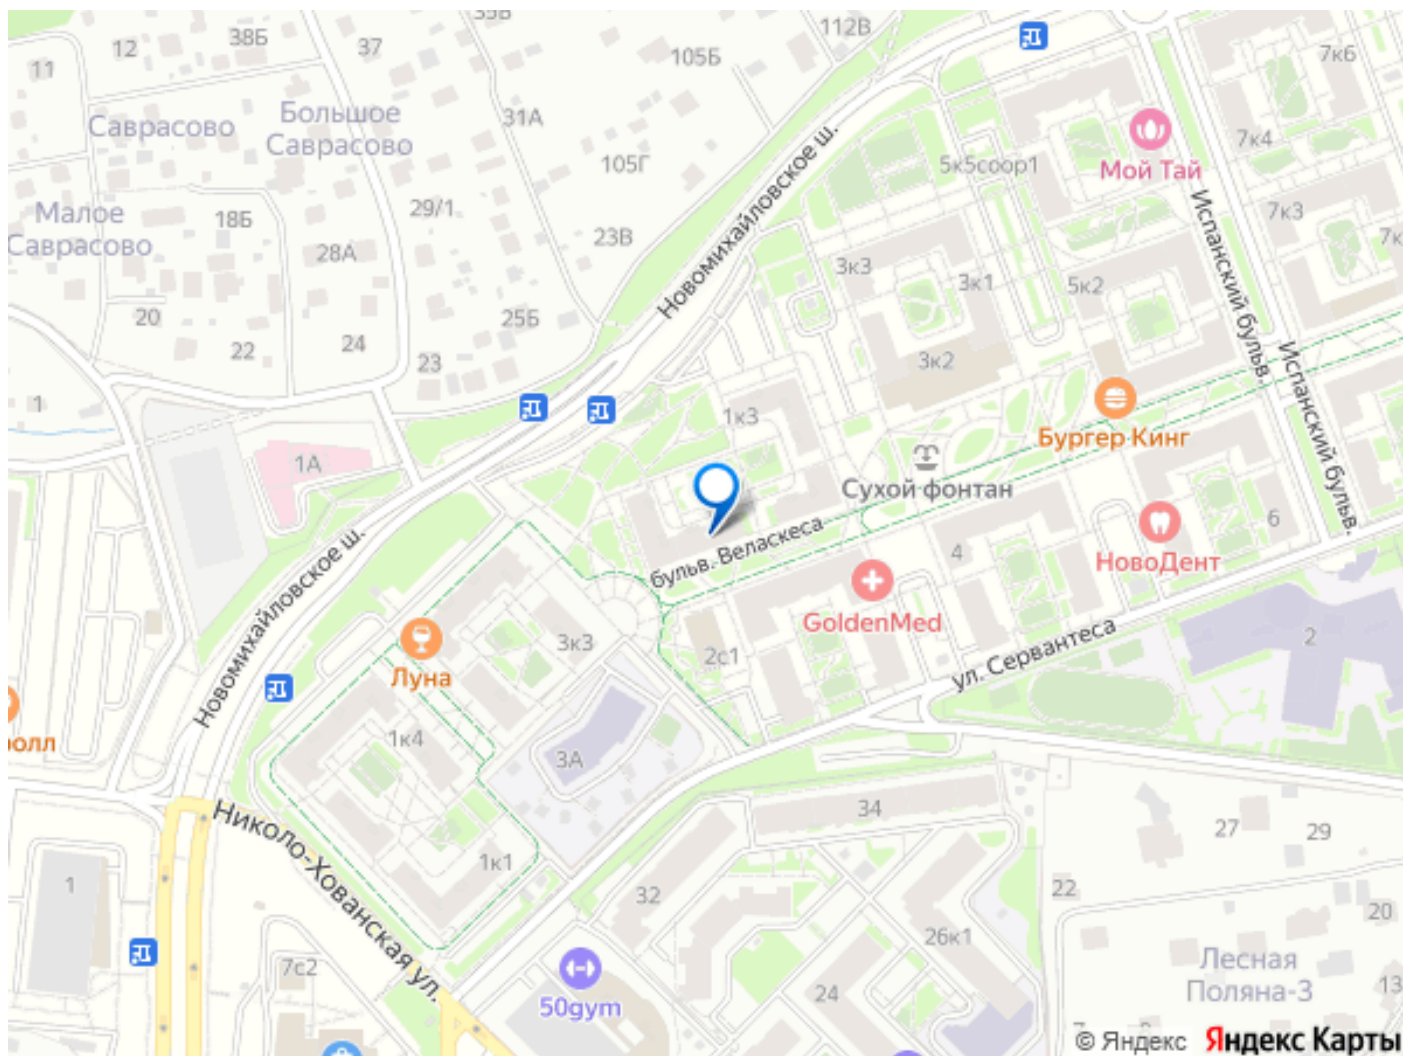 35В
112В
38Б
37
12
11
105Б
7к6
Большое
Саврасово
Саврасово
31А
Новомихайловское ш.
7к4
Мой Тай
5к5соор1
105Г
Малое
Саврасово
18Б
29/1
23В
28А
7к3
Испанский бульв.
3к3
3к1
5к2
20
25Б
22
24
23
3к2
Испанский бульв.
1
1к3
Бургер Кинг
1А
Сухой фонтан
бульв. Веласкеса
4
6
НовоДент
Новомихайловское ш.
GoldenMed
3к3
2с1
ул. Сервантеса
2
Луна
1к4
3А
34
Николо-Хованская ул.
27
29
1к1
1
32
22
20
26к1
7с2
24
Лесная
Поляна-3
13
50gym
© Яндекс Яндекс Карты